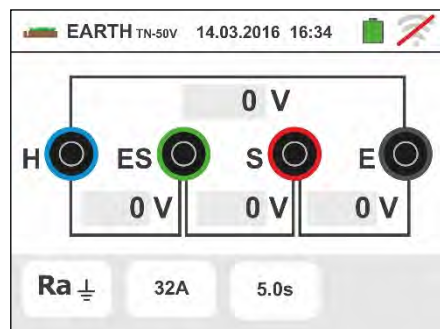 EARTH TN-50V 14.03.2016 16:34
0 V
H ES S E
0 V 0 V 0 V
Ra 32A 5.0s